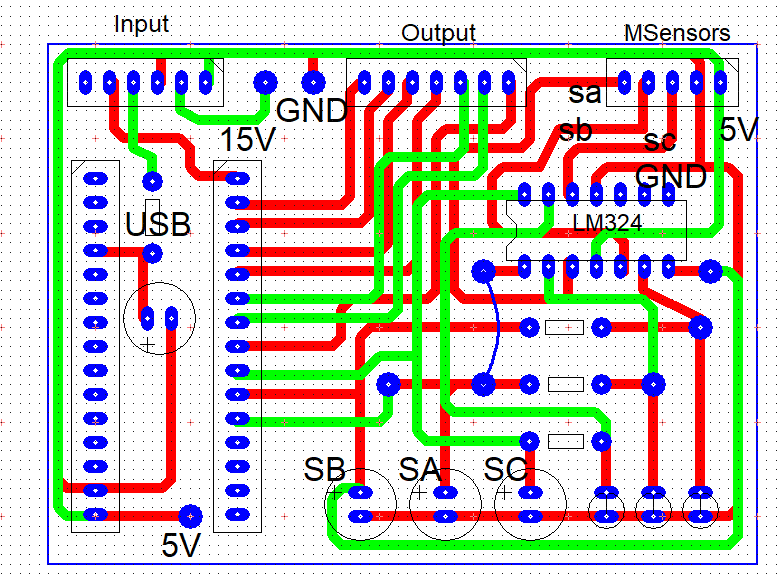 Input
Output
MSensors
GND
sa
15V
sb
sc
5V
GND
USB
LM324
SB
SA
SC
5V